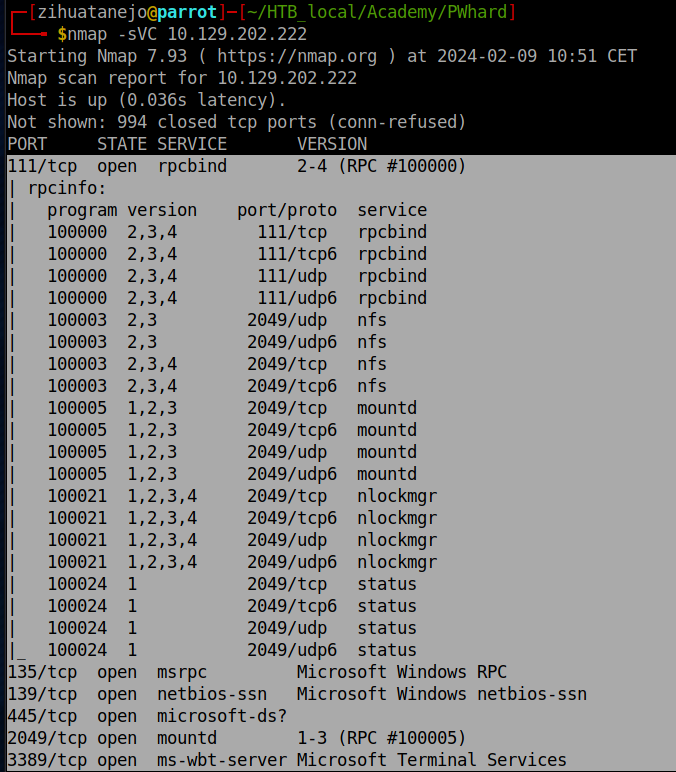 ┌─[zihuatanejo@parrot]─[~/HTB_local/Academy/PWhard]
└──╼ $nmap -sVC 10.129.202.222
Starting Nmap 7.93 ( https://nmap.org ) at 2024-02-09 10:51 CET
Nmap scan report for 10.129.202.222
Host is up (0.036s latency).
Not shown: 994 closed tcp ports (conn-refused)
PORT     STATE SERVICE       VERSION
111/tcp  open  rpcbind       2-4 (RPC #100000)
| rpcinfo:
|   program version    port/proto  service
|   100000  2,3,4        111/tcp   rpcbind
|   100000  2,3,4        111/tcp6  rpcbind
|   100000  2,3,4        111/udp   rpcbind
|   100000  2,3,4        111/udp6  rpcbind
|   100003  2,3         2049/udp   nfs
|   100003  2,3         2049/udp6  nfs
|   100003  2,3,4       2049/tcp   nfs
|   100003  2,3,4       2049/tcp6  nfs
|   100005  1,2,3       2049/tcp   mountd
|   100005  1,2,3       2049/tcp6  mountd
|   100005  1,2,3       2049/udp   mountd
|   100005  1,2,3       2049/udp6  mountd
|   100021  1,2,3,4     2049/tcp   nlockmgr
|   100021  1,2,3,4     2049/tcp6  nlockmgr
|   100021  1,2,3,4     2049/udp   nlockmgr
|   100021  1,2,3,4     2049/udp6  nlockmgr
|   100024  1           2049/tcp   status
|   100024  1           2049/tcp6  status
|   100024  1           2049/udp   status
|_  100024  1           2049/udp6  status
135/tcp  open  msrpc         Microsoft Windows RPC
139/tcp  open  netbios-ssn   Microsoft Windows netbios-ssn
445/tcp  open  microsoft-ds?
2049/tcp open  mountd        1-3 (RPC #100005)
3389/tcp open  ms-wbt-server Microsoft Terminal Services